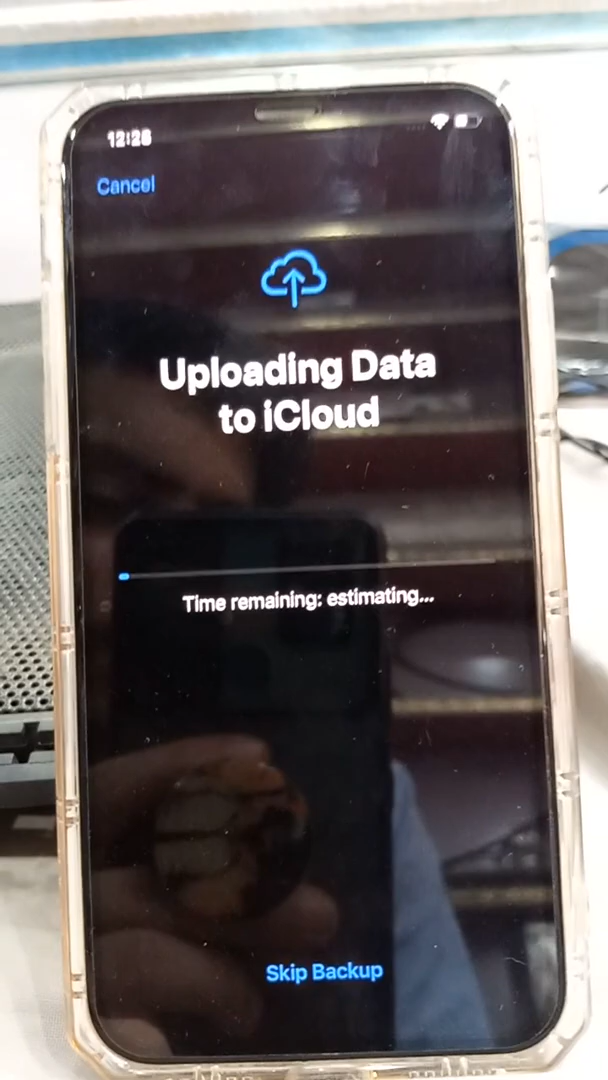 12:26
Cancel
Uploading Data
to iCloud
Time remaining: estimating...
Skip Backup